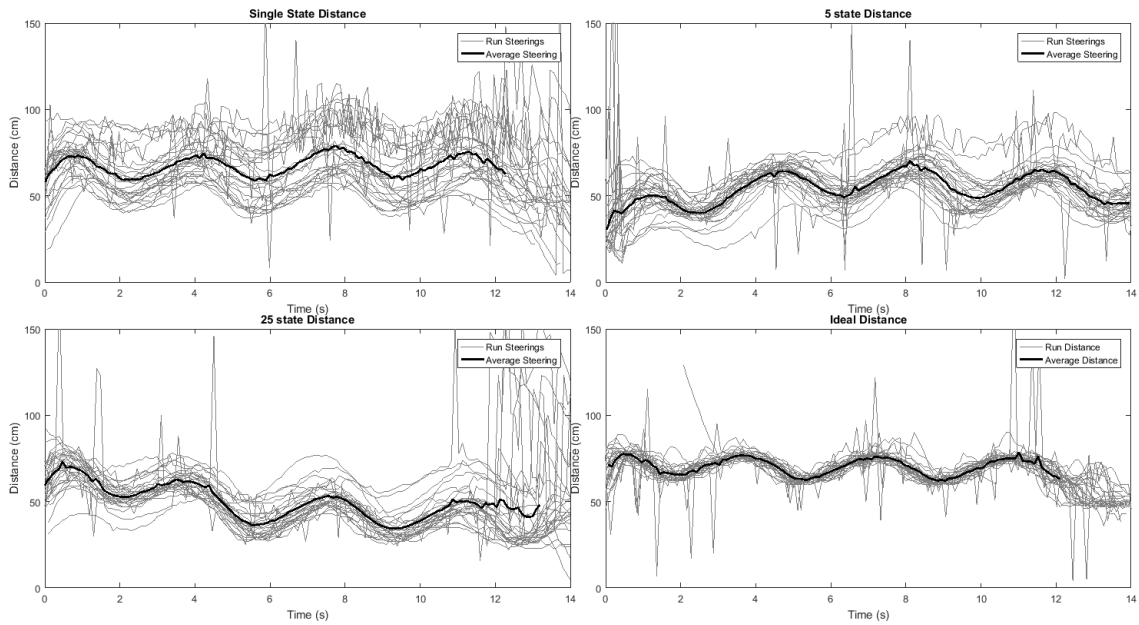 Single State Distance
150
100
50
0
Distance (cm)
0 2 4 6 8 10 12 14
Time (s)
Run Steerings
Average Steering
5 state Distance
150
100
50
0
Distance (cm)
0 2 4 6 8 10 12 14
Time (s)
Run Steerings
Average Steering
25 state Distance
150
100
50
0
Distance (cm)
0 2 4 6 8 10 12 14
Time (s)
Run Steerings
Average Steering
Ideal Distance
150
100
50
0
Distance (cm)
0 2 4 6 8 10 12 14
Time (s)
Run Distance
Average Distance